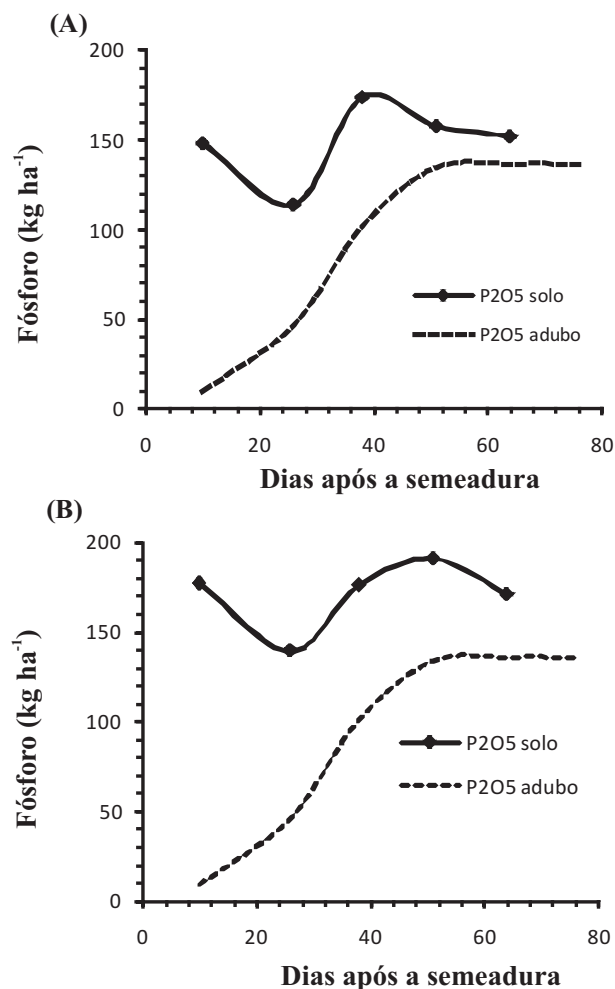 (A)
200
150
100
50
0
Fósforo (kg ha⁻¹)
P2O5 solo
P2O5 adubo
0 20 40 60 80
Dias após a semeadura
(B)
200
150
100
50
0
Fósforo (kg ha⁻¹)
P2O5 solo
P2O5 adubo
0 20 40 60 80
Dias após a semeadura